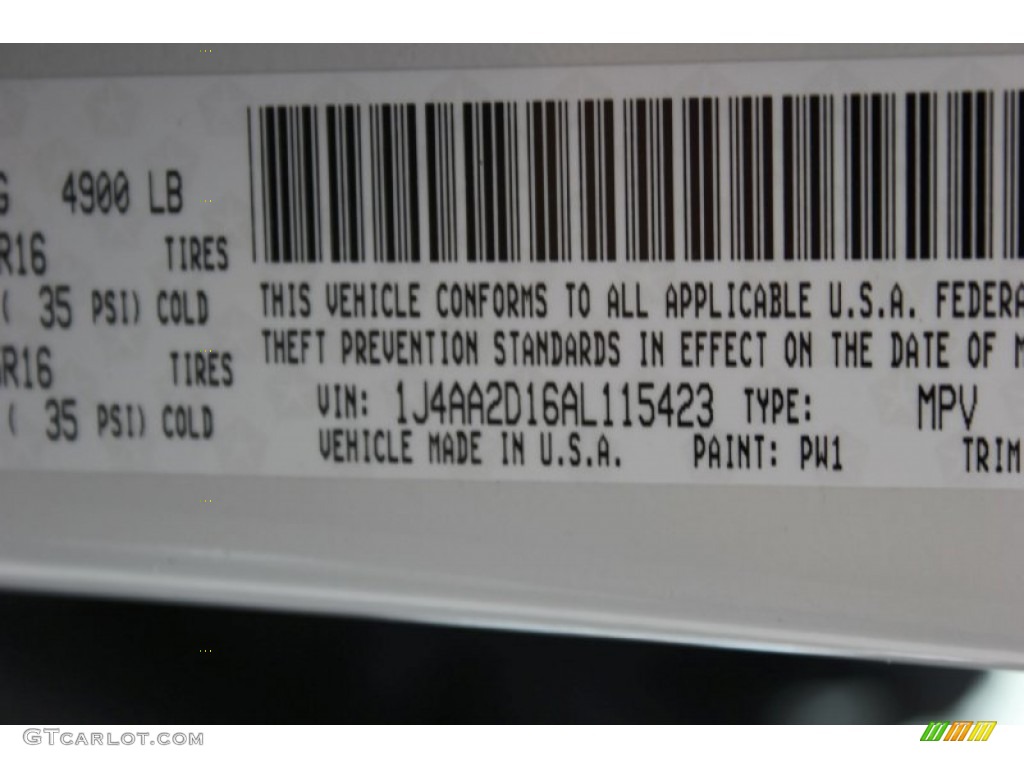 G 4900 LB
R16 TIRES
( 35 PSI) COLD
R16 TIRES
( 35 PSI) COLD
THIS VEHICLE CONFORMS TO ALL APPLICABLE U.S.A. FEDERA
THEFT PREVENTION STANDARDS IN EFFECT ON THE DATE OF M
VIN: 1J4AA2D16AL115423 TYPE: MPV
VEHICLE MADE IN U.S.A. PAINT: PW1 TRIM
GTCARLOT.COM